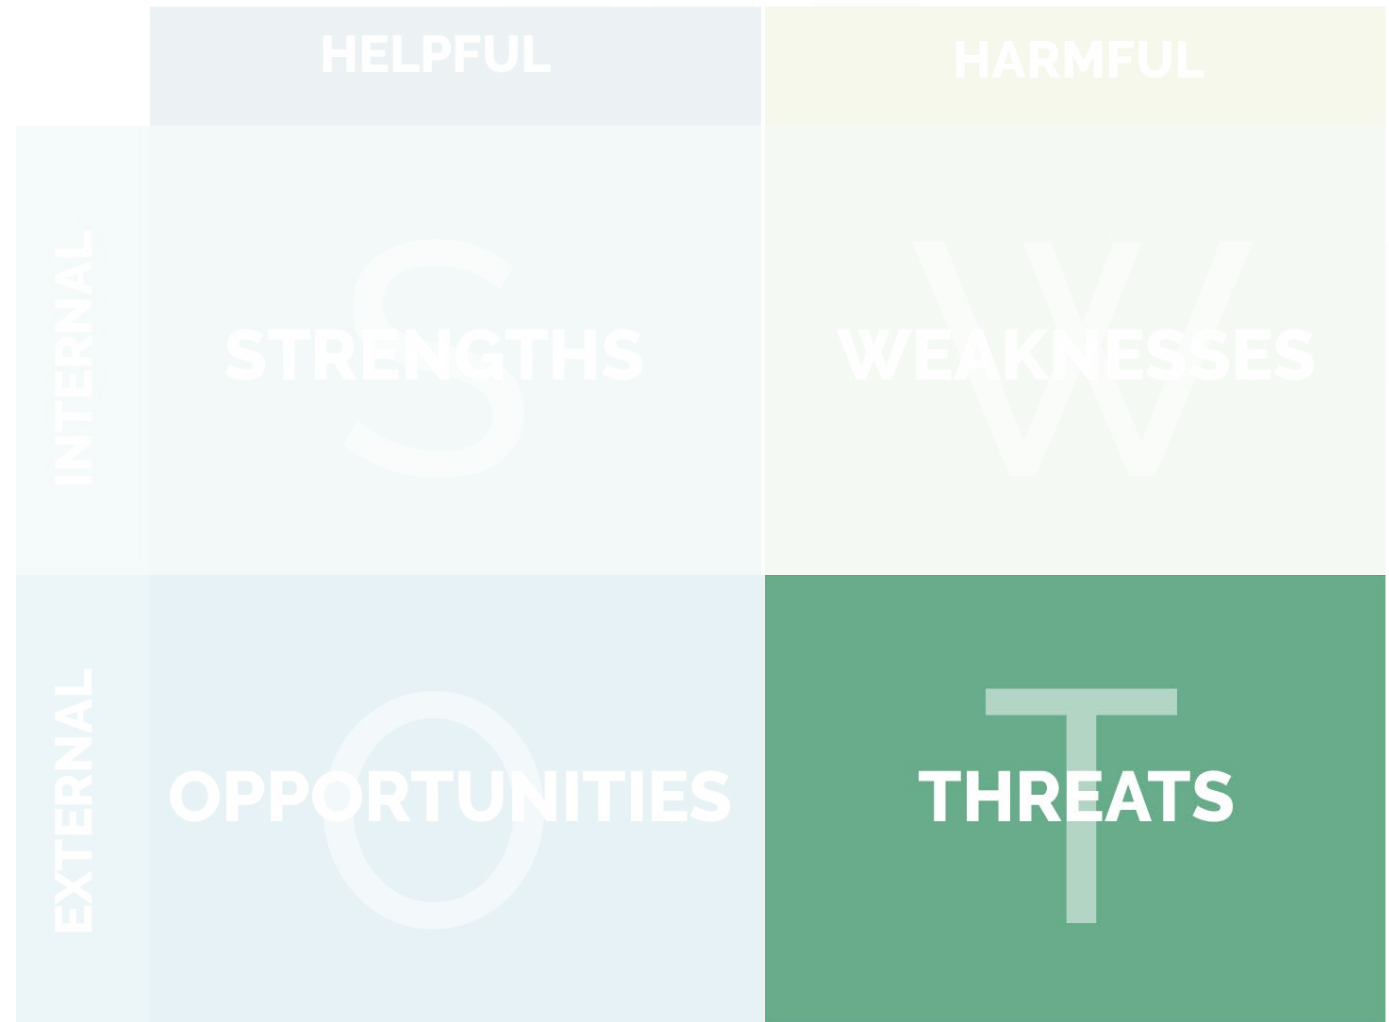 HELPFUL
HARMFUL
INTERNAL
S
STRENGTHS
W
WEAKNESSES
EXTERNAL
O
OPPORTUNITIES
T
THREATS